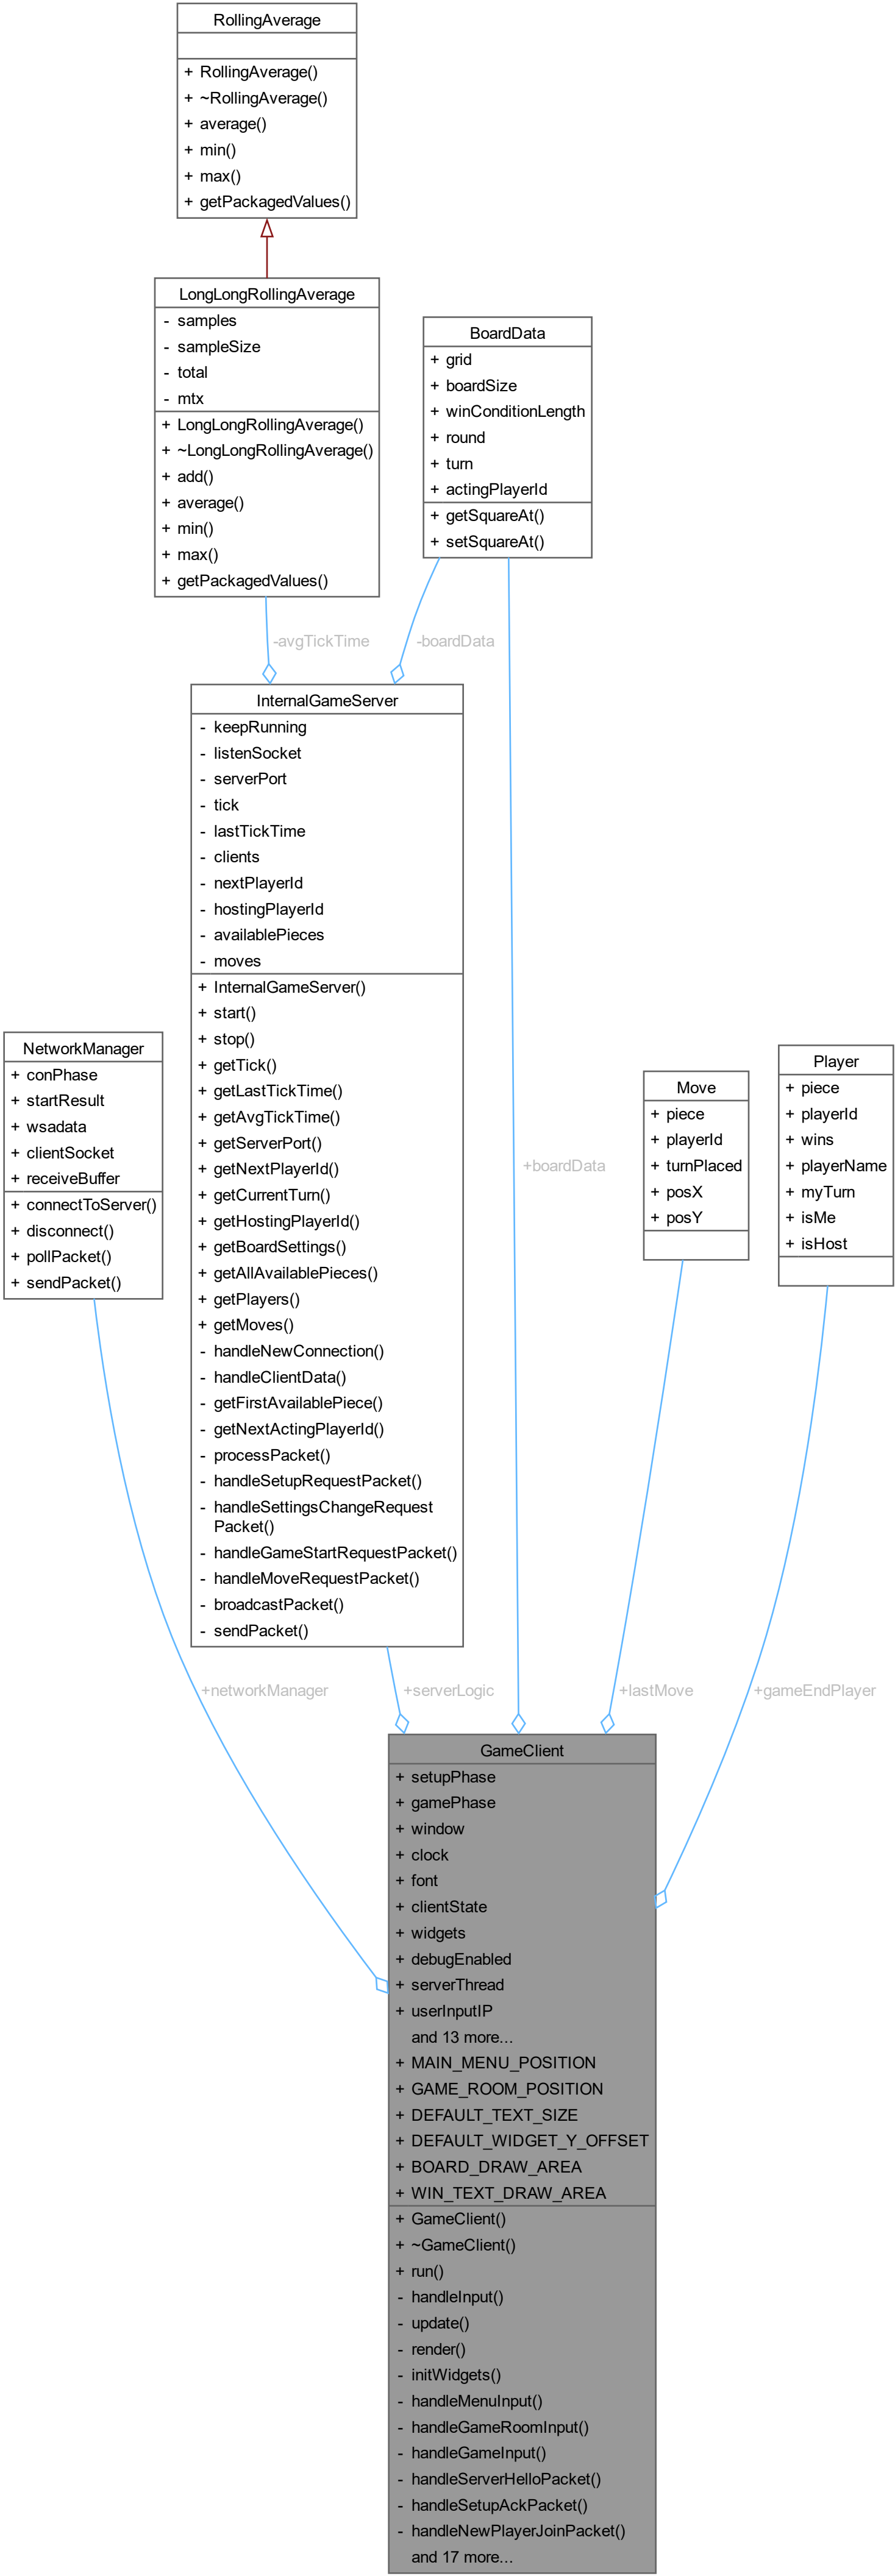 RollingAverage
+ RollingAverage()
+ ~RollingAverage()
+ average()
+ min()
+ max()
+ getPackagedValues()
LongLongRollingAverage
- samples
- sampleSize
- total
- mtx
+ LongLongRollingAverage()
+ ~LongLongRollingAverage()
+ add()
+ average()
+ min()
+ max()
+ getPackagedValues()
BoardData
+ grid
+ boardSize
+ winConditionLength
+ round
+ turn
+ actingPlayerId
+ getSquareAt()
+ setSquareAt()
-avgTickTime
-boardData
InternalGameServer
- keepRunning
- listenSocket
- serverPort
- tick
- lastTickTime
- clients
- nextPlayerId
- hostingPlayerId
- availablePieces
- moves
+ InternalGameServer()
+ start()
+ stop()
+ getTick()
+ getLastTickTime()
+ getAvgTickTime()
+ getServerPort()
+ getNextPlayerId()
+ getCurrentTurn()
+ getHostingPlayerId()
+ getBoardSettings()
+ getAllAvailablePieces()
+ getPlayers()
+ getMoves()
- handleNewConnection()
- handleClientData()
- getFirstAvailablePiece()
- getNextActingPlayerId()
- processPacket()
- handleSetupRequestPacket()
- handleSettingsChangeRequest
Packet()
- handleGameStartRequestPacket()
- handleMoveRequestPacket()
- broadcastPacket()
- sendPacket()
NetworkManager
+ conPhase
+ startResult
+ wsadata
+ clientSocket
+ receiveBuffer
+ connectToServer()
+ disconnect()
+ pollPacket()
+ sendPacket()
+boardData
Move
+ piece
+ playerId
+ turnPlaced
+ posX
+ posY
Player
+ piece
+ playerId
+ wins
+ playerName
+ myTurn
+ isMe
+ isHost
+networkManager
+serverLogic
+lastMove
+gameEndPlayer
GameClient
+ setupPhase
+ gamePhase
+ window
+ clock
+ font
+ clientState
+ widgets
+ debugEnabled
+ serverThread
+ userInputIP
and 13 more...
+ MAIN_MENU_POSITION
+ GAME_ROOM_POSITION
+ DEFAULT_TEXT_SIZE
+ DEFAULT_WIDGET_Y_OFFSET
+ BOARD_DRAW_AREA
+ WIN_TEXT_DRAW_AREA
+ GameClient()
+ ~GameClient()
+ run()
- handleInput()
- update()
- render()
- initWidgets()
- handleMenuInput()
- handleGameRoomInput()
- handleGameInput()
- handleServerHelloPacket()
- handleSetupAckPacket()
- handleNewPlayerJoinPacket()
and 17 more...